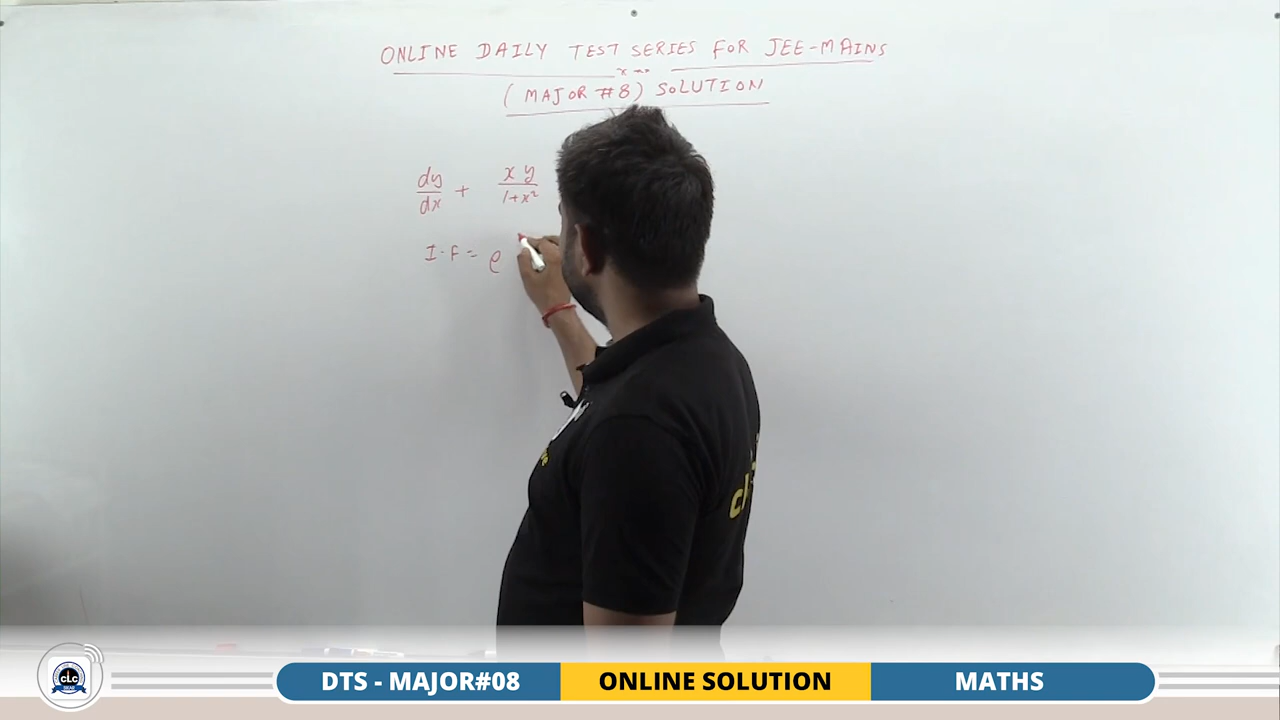 ONLINE DAILY TEST SERIES FOR JEE-MAINS
(MAJOR #8) SOLUTION
dy/dx + xy/1+x²
I.F = e
cLc
DTS - MAJOR#08 ONLINE SOLUTION MATHS